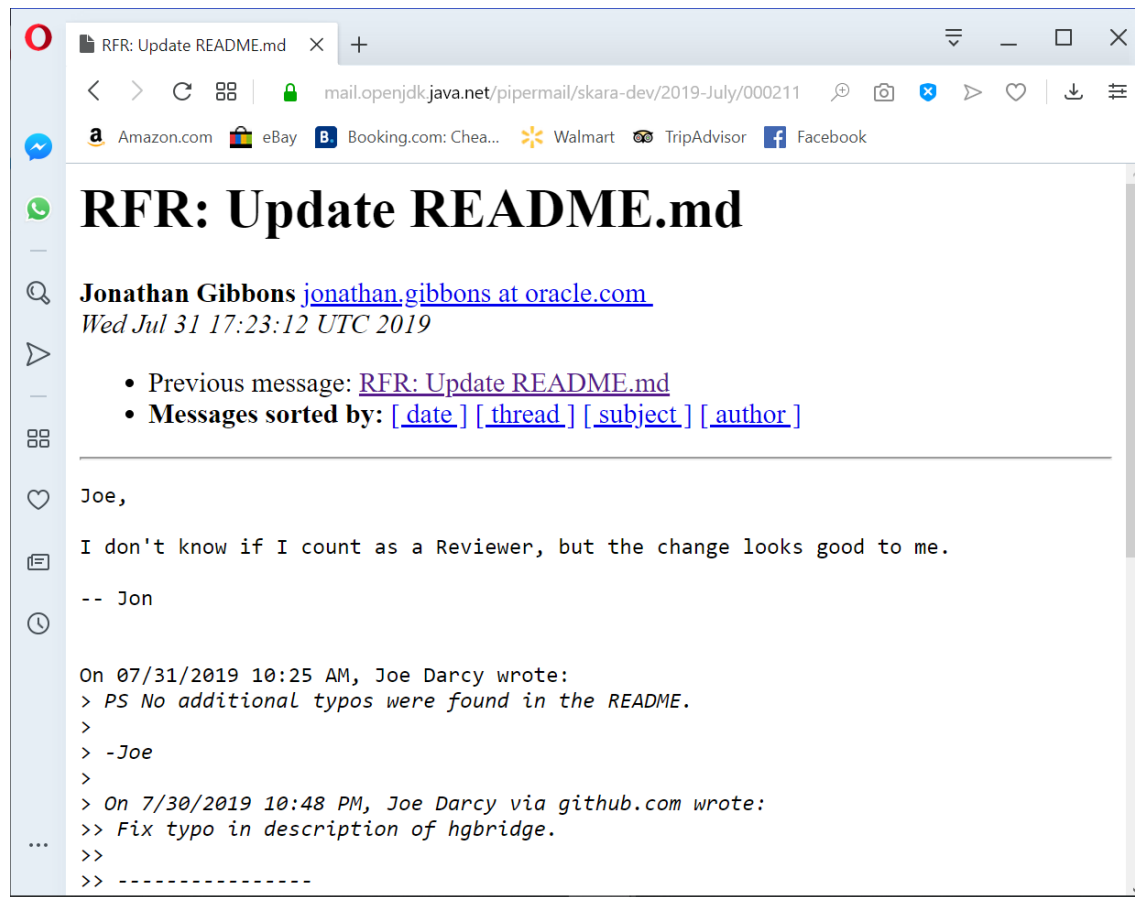 RFR: Update README.md
mail.openjdk.java.net/pipermail/skara-dev/2019-July/000211
a Amazon.com eBay B. Booking.com: Chea... Walmart TripAdvisor f Facebook
RFR: Update README.md
Jonathan Gibbons jonathan.gibbons at oracle.com
Wed Jul 31 17:23:12 UTC 2019
• Previous message: RFR: Update README.md
• Messages sorted by: [ date ] [ thread ] [ subject ] [ author ]
Joe,
I don't know if I count as a Reviewer, but the change looks good to me.
-- Jon
On 07/31/2019 10:25 AM, Joe Darcy wrote:
> PS No additional typos were found in the README.
>
> -Joe
>
> On 7/30/2019 10:48 PM, Joe Darcy via github.com wrote:
>> Fix typo in description of hgbridge.
>>
>> ----------------